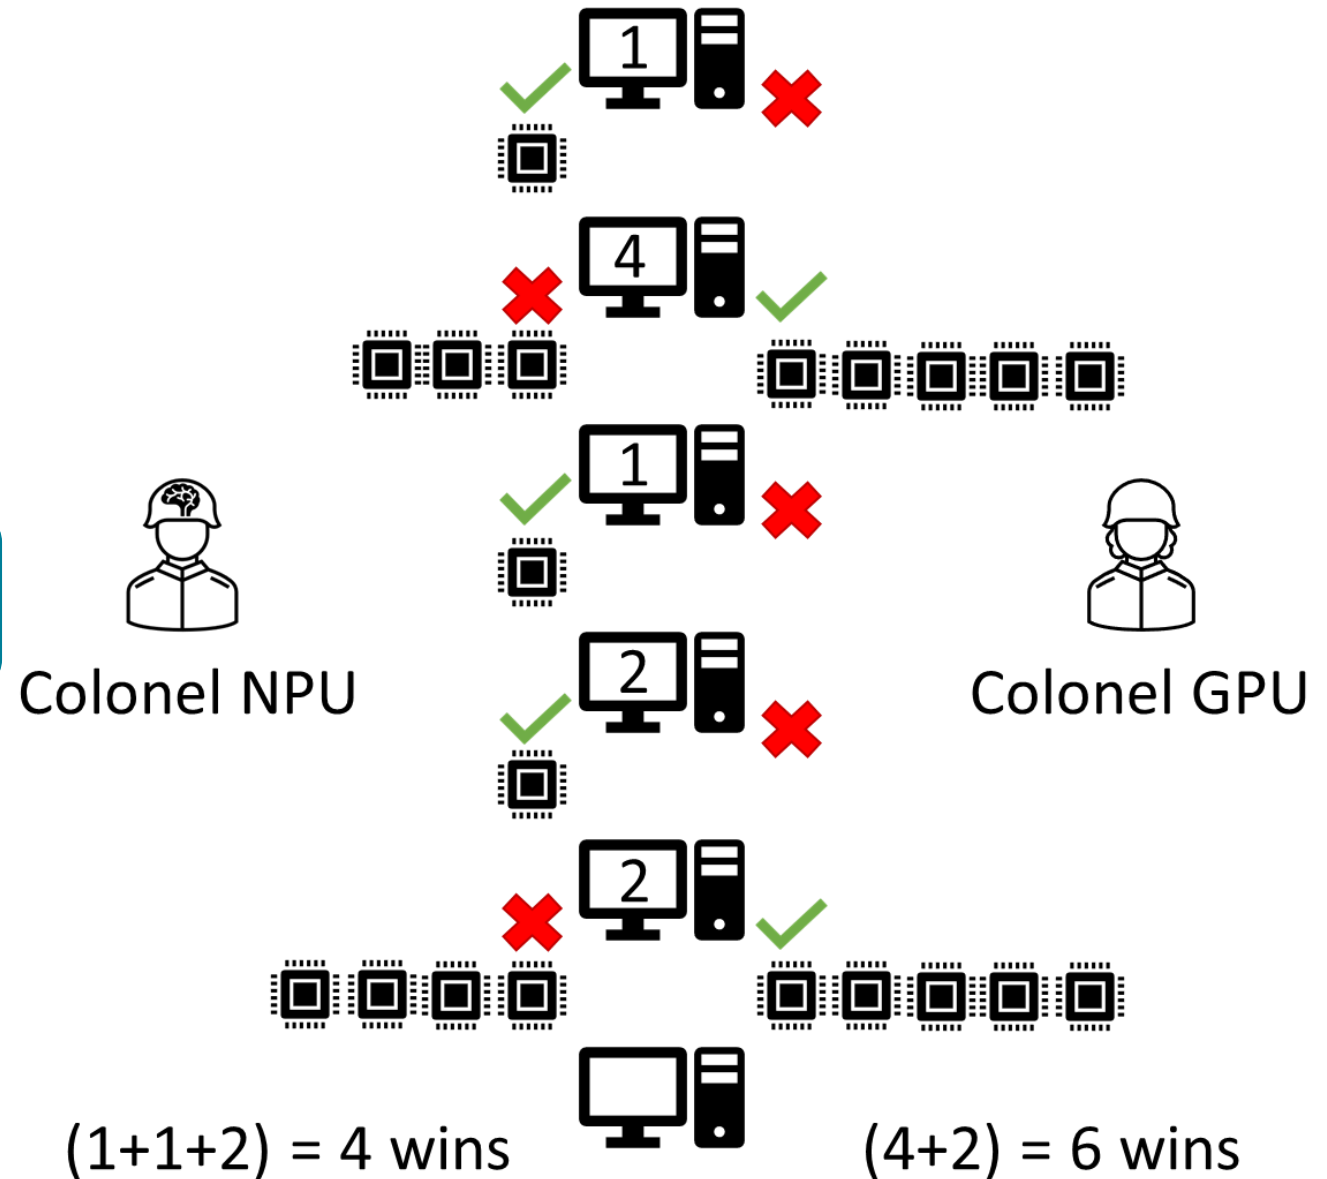 1
4
1
2
2
Colonel NPU
Colonel GPU
(1+1+2) = 4 wins
(4+2) = 6 wins